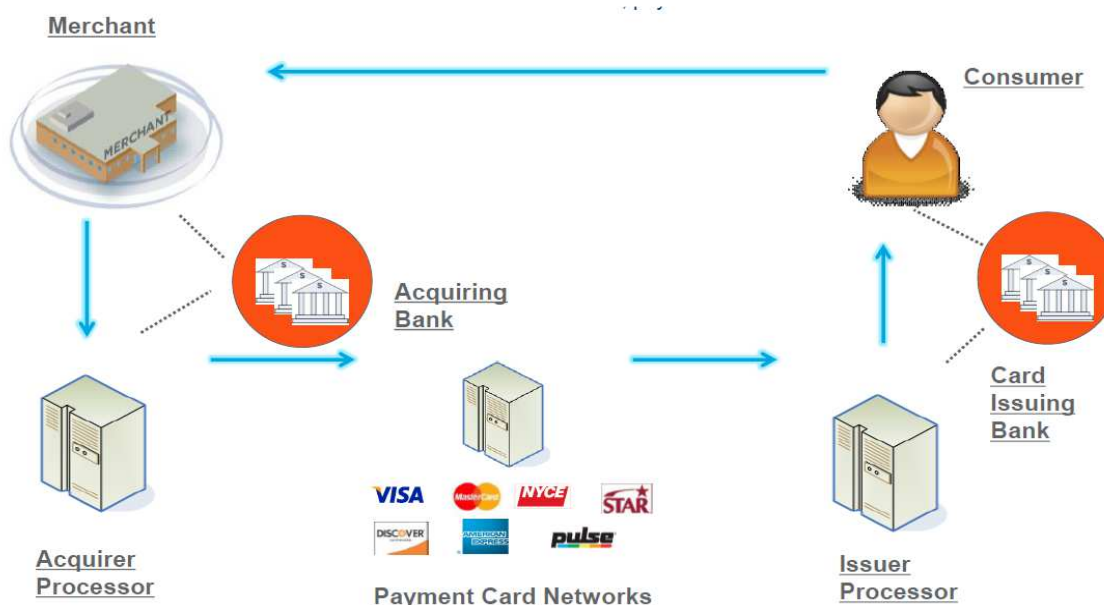 Merchant
Consumer
MERCHANT
Acquiring
Bank
Card
Issuing
Bank
VISA
MasterCard
NYCE
STAR
DISCOVER
AMERICAN
EXPRESS
pulse
Acquirer
Processor
Payment Card Networks
Issuer
Processor